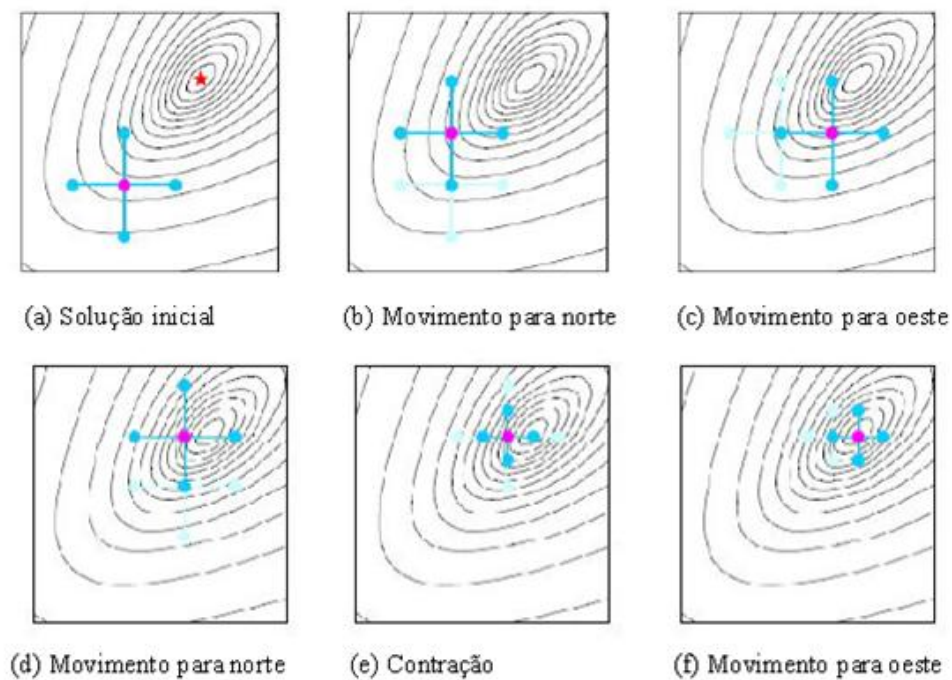 (a) Solução inicial
(b) Movimento para norte
(c) Movimento para oeste
(d) Movimento para norte
(e) Contração
(f) Movimento para oeste